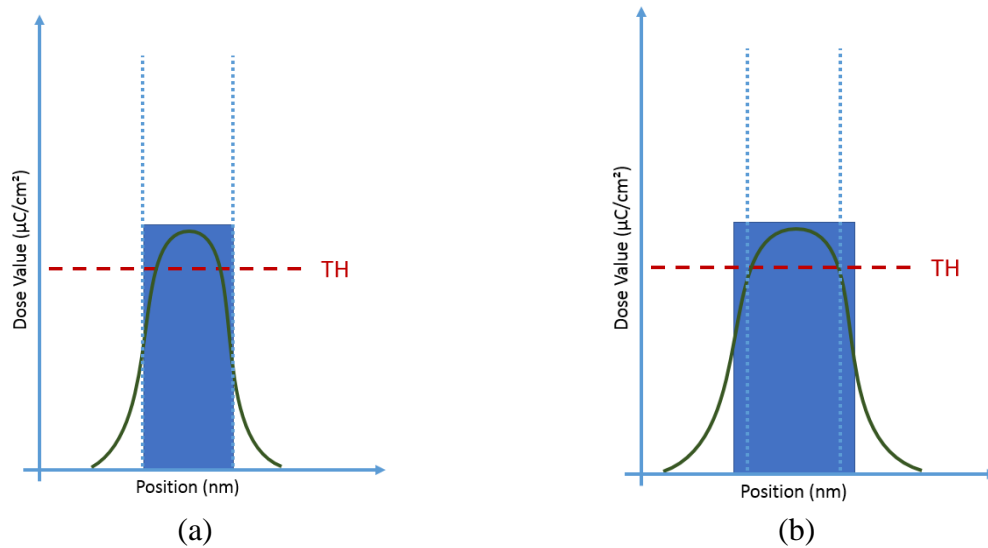 Dose Value (µC/cm²)
TH
Position (nm)
(a)
Dose Value (µC/cm²)
TH
Position (nm)
(b)